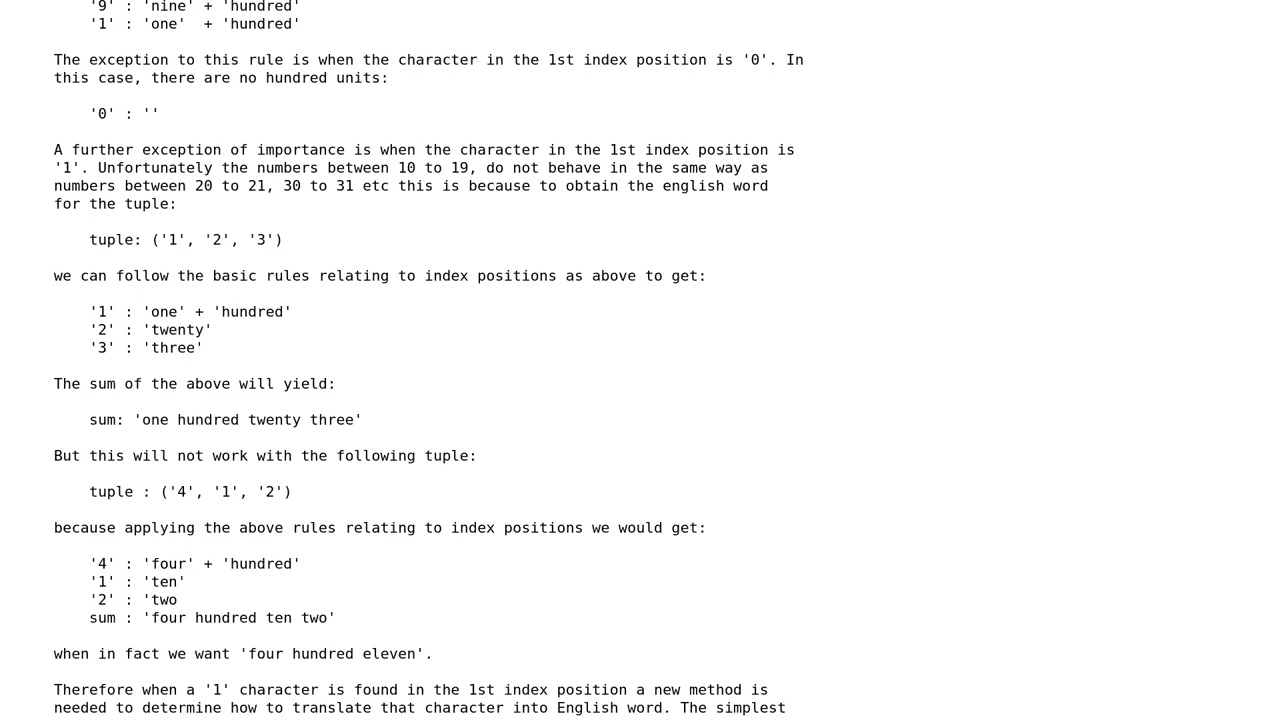 '9' : 'nine' + 'hundred'
'1' : 'one'  + 'hundred'
The exception to this rule is when the character in the 1st index position is '0'. In
this case, there are no hundred units:
'0' : ''
A further exception of importance is when the character in the 1st index position is
'1'. Unfortunately the numbers between 10 to 19, do not behave in the same way as
numbers between 20 to 21, 30 to 31 etc this is because to obtain the english word
for the tuple:
tuple: ('1', '2', '3')
we can follow the basic rules relating to index positions as above to get:
'1' : 'one' + 'hundred'
'2' : 'twenty'
'3' : 'three'
The sum of the above will yield:
sum: 'one hundred twenty three'
But this will not work with the following tuple:
tuple : ('4', '1', '2')
because applying the above rules relating to index positions we would get:
'4' : 'four' + 'hundred'
'1' : 'ten'
'2' : 'two
sum : 'four hundred ten two'
when in fact we want 'four hundred eleven'.
Therefore when a '1' character is found in the 1st index position a new method is
needed to determine how to translate that character into English word. The simplest